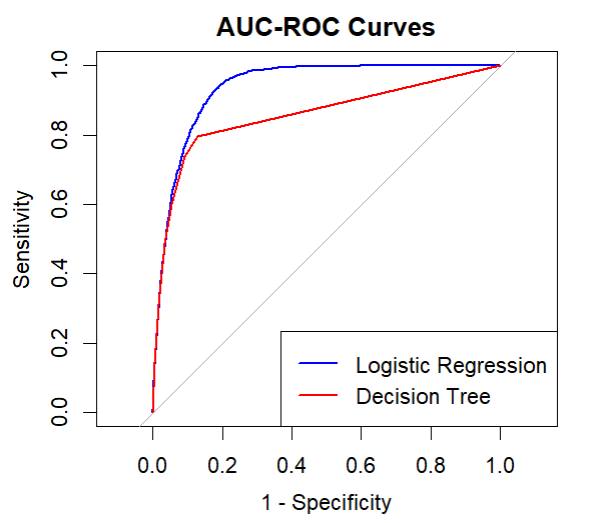 AUC-ROC Curves
Sensitivity
1.0
0.8
0.6
0.4
0.2
0.0
Logistic Regression
Decision Tree
0.0 0.2 0.4 0.6 0.8 1.0
1 - Specificity